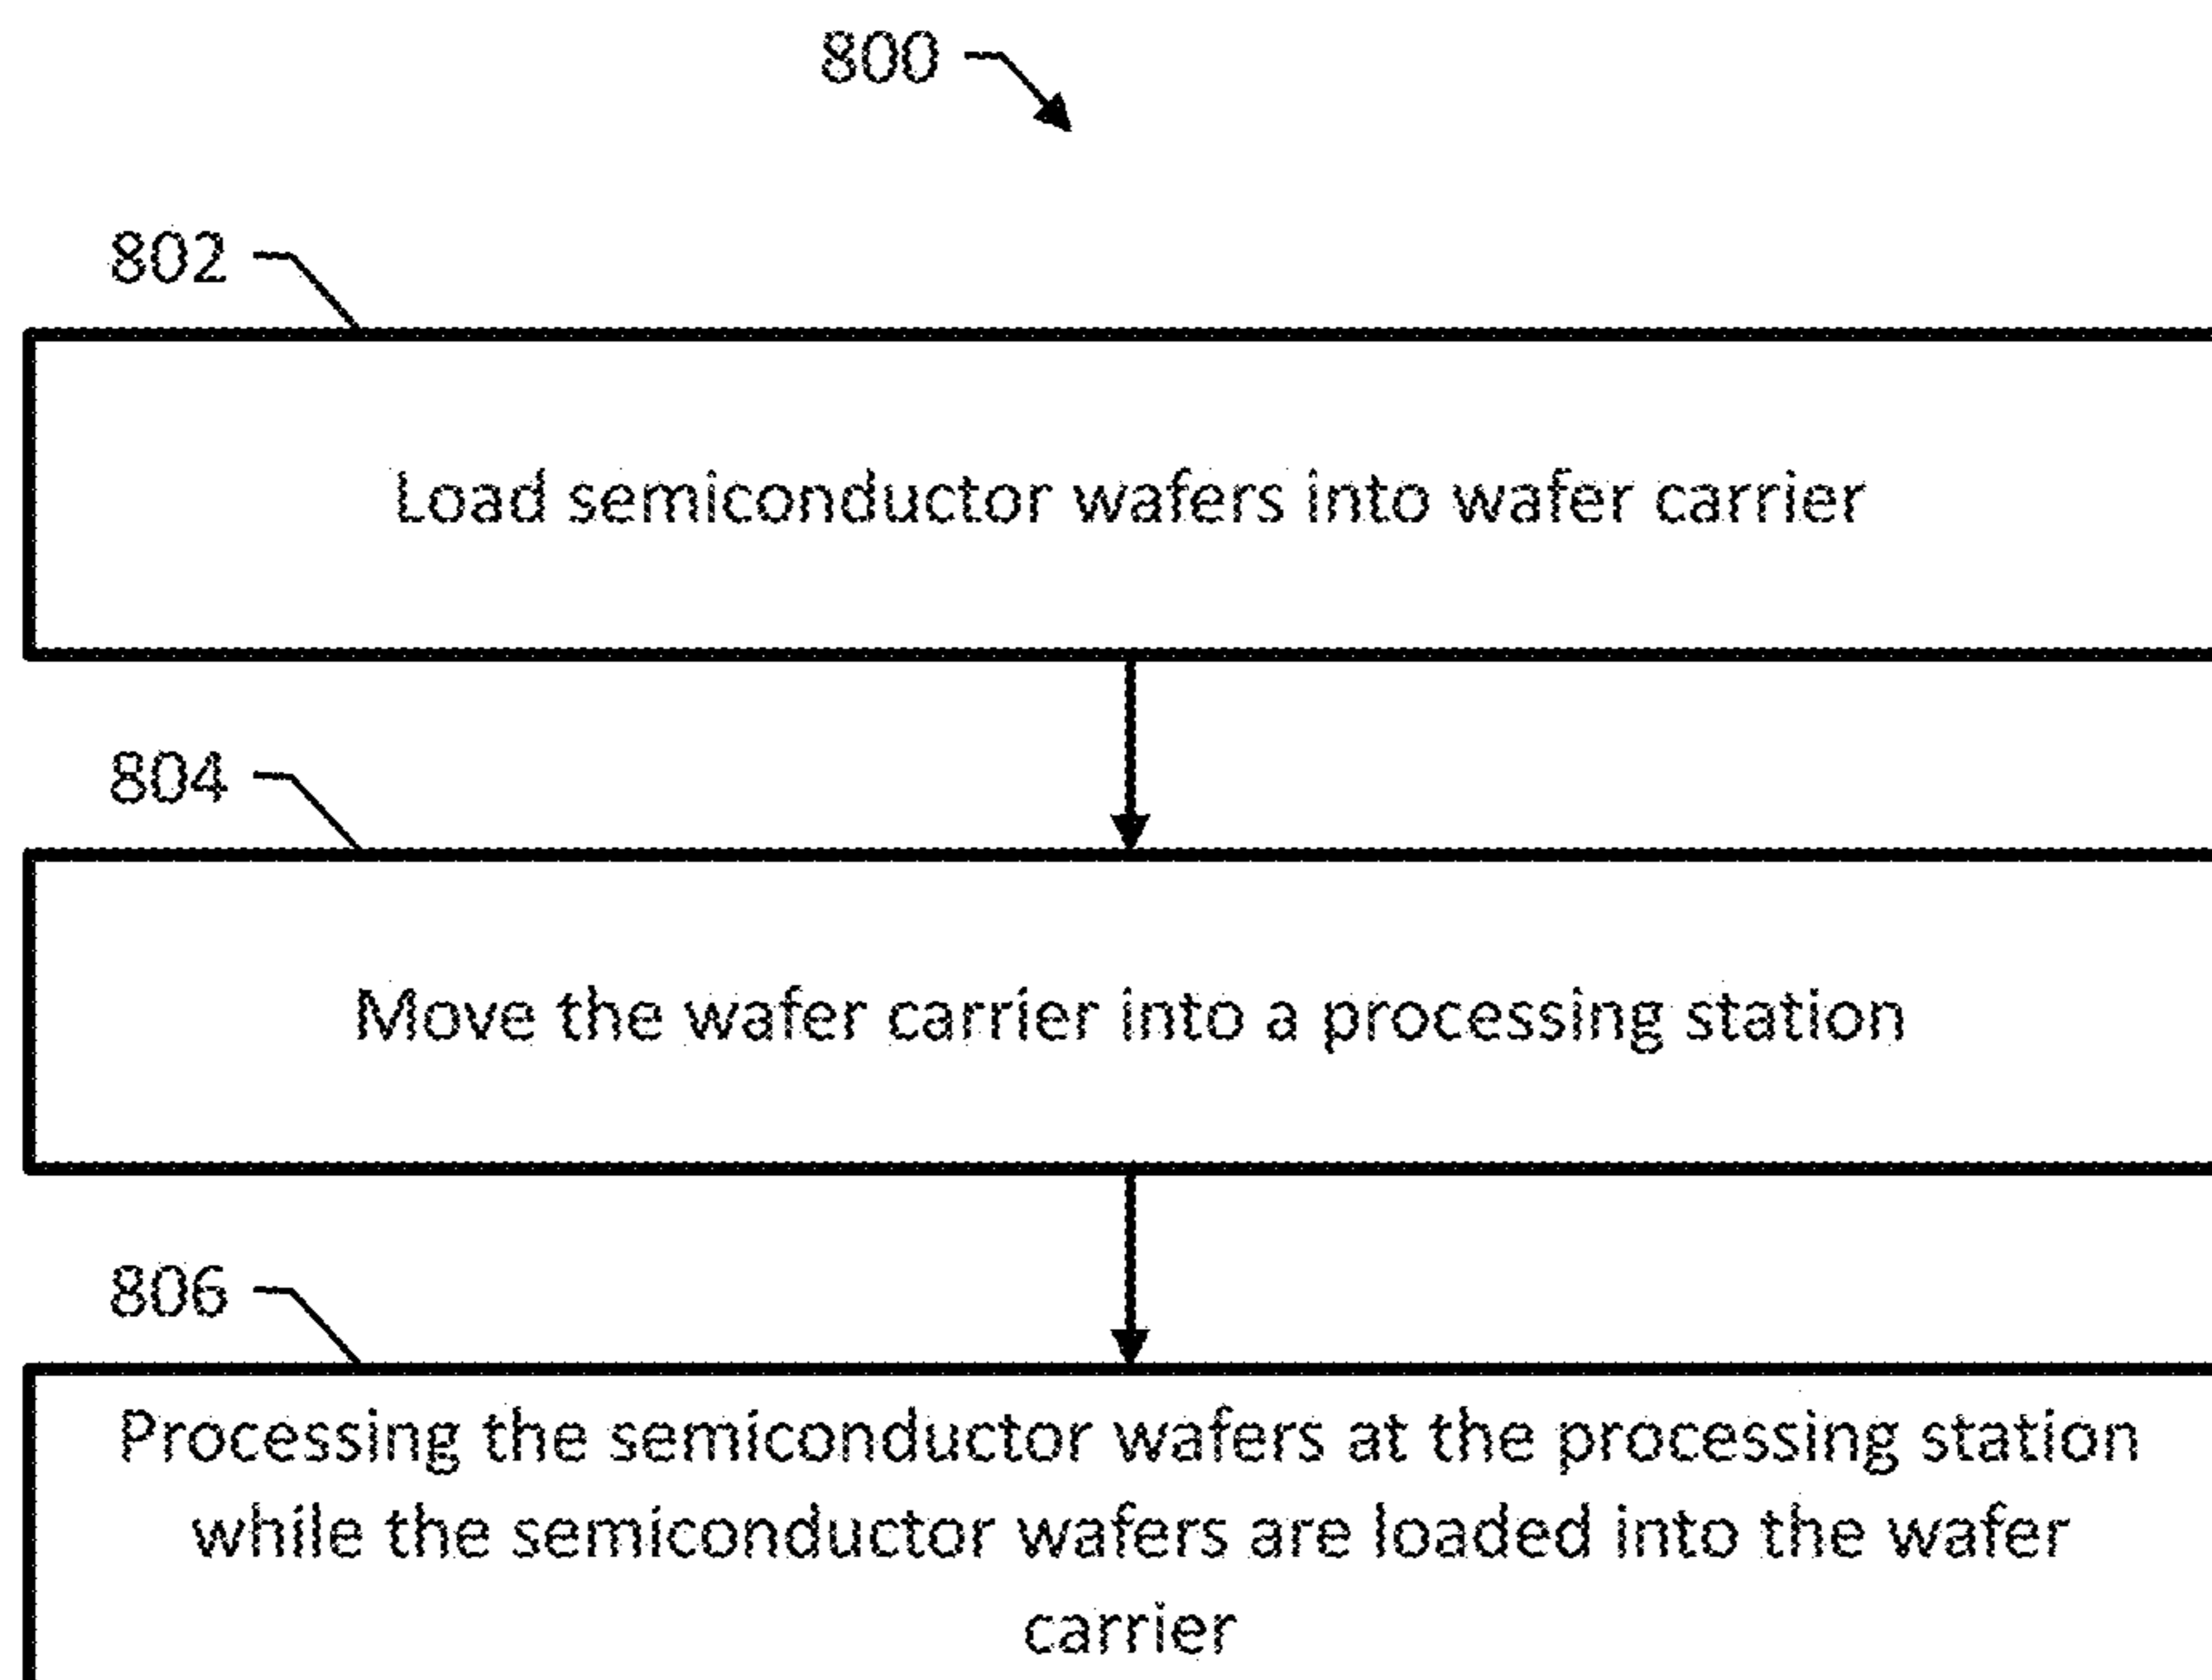 800
802
Load semiconductor wafers into wafer carrier
804
Move the wafer carrier into a processing station
806
Processing the semiconductor wafers at the processing station
while the semiconductor wafers are loaded into the wafer
carrier